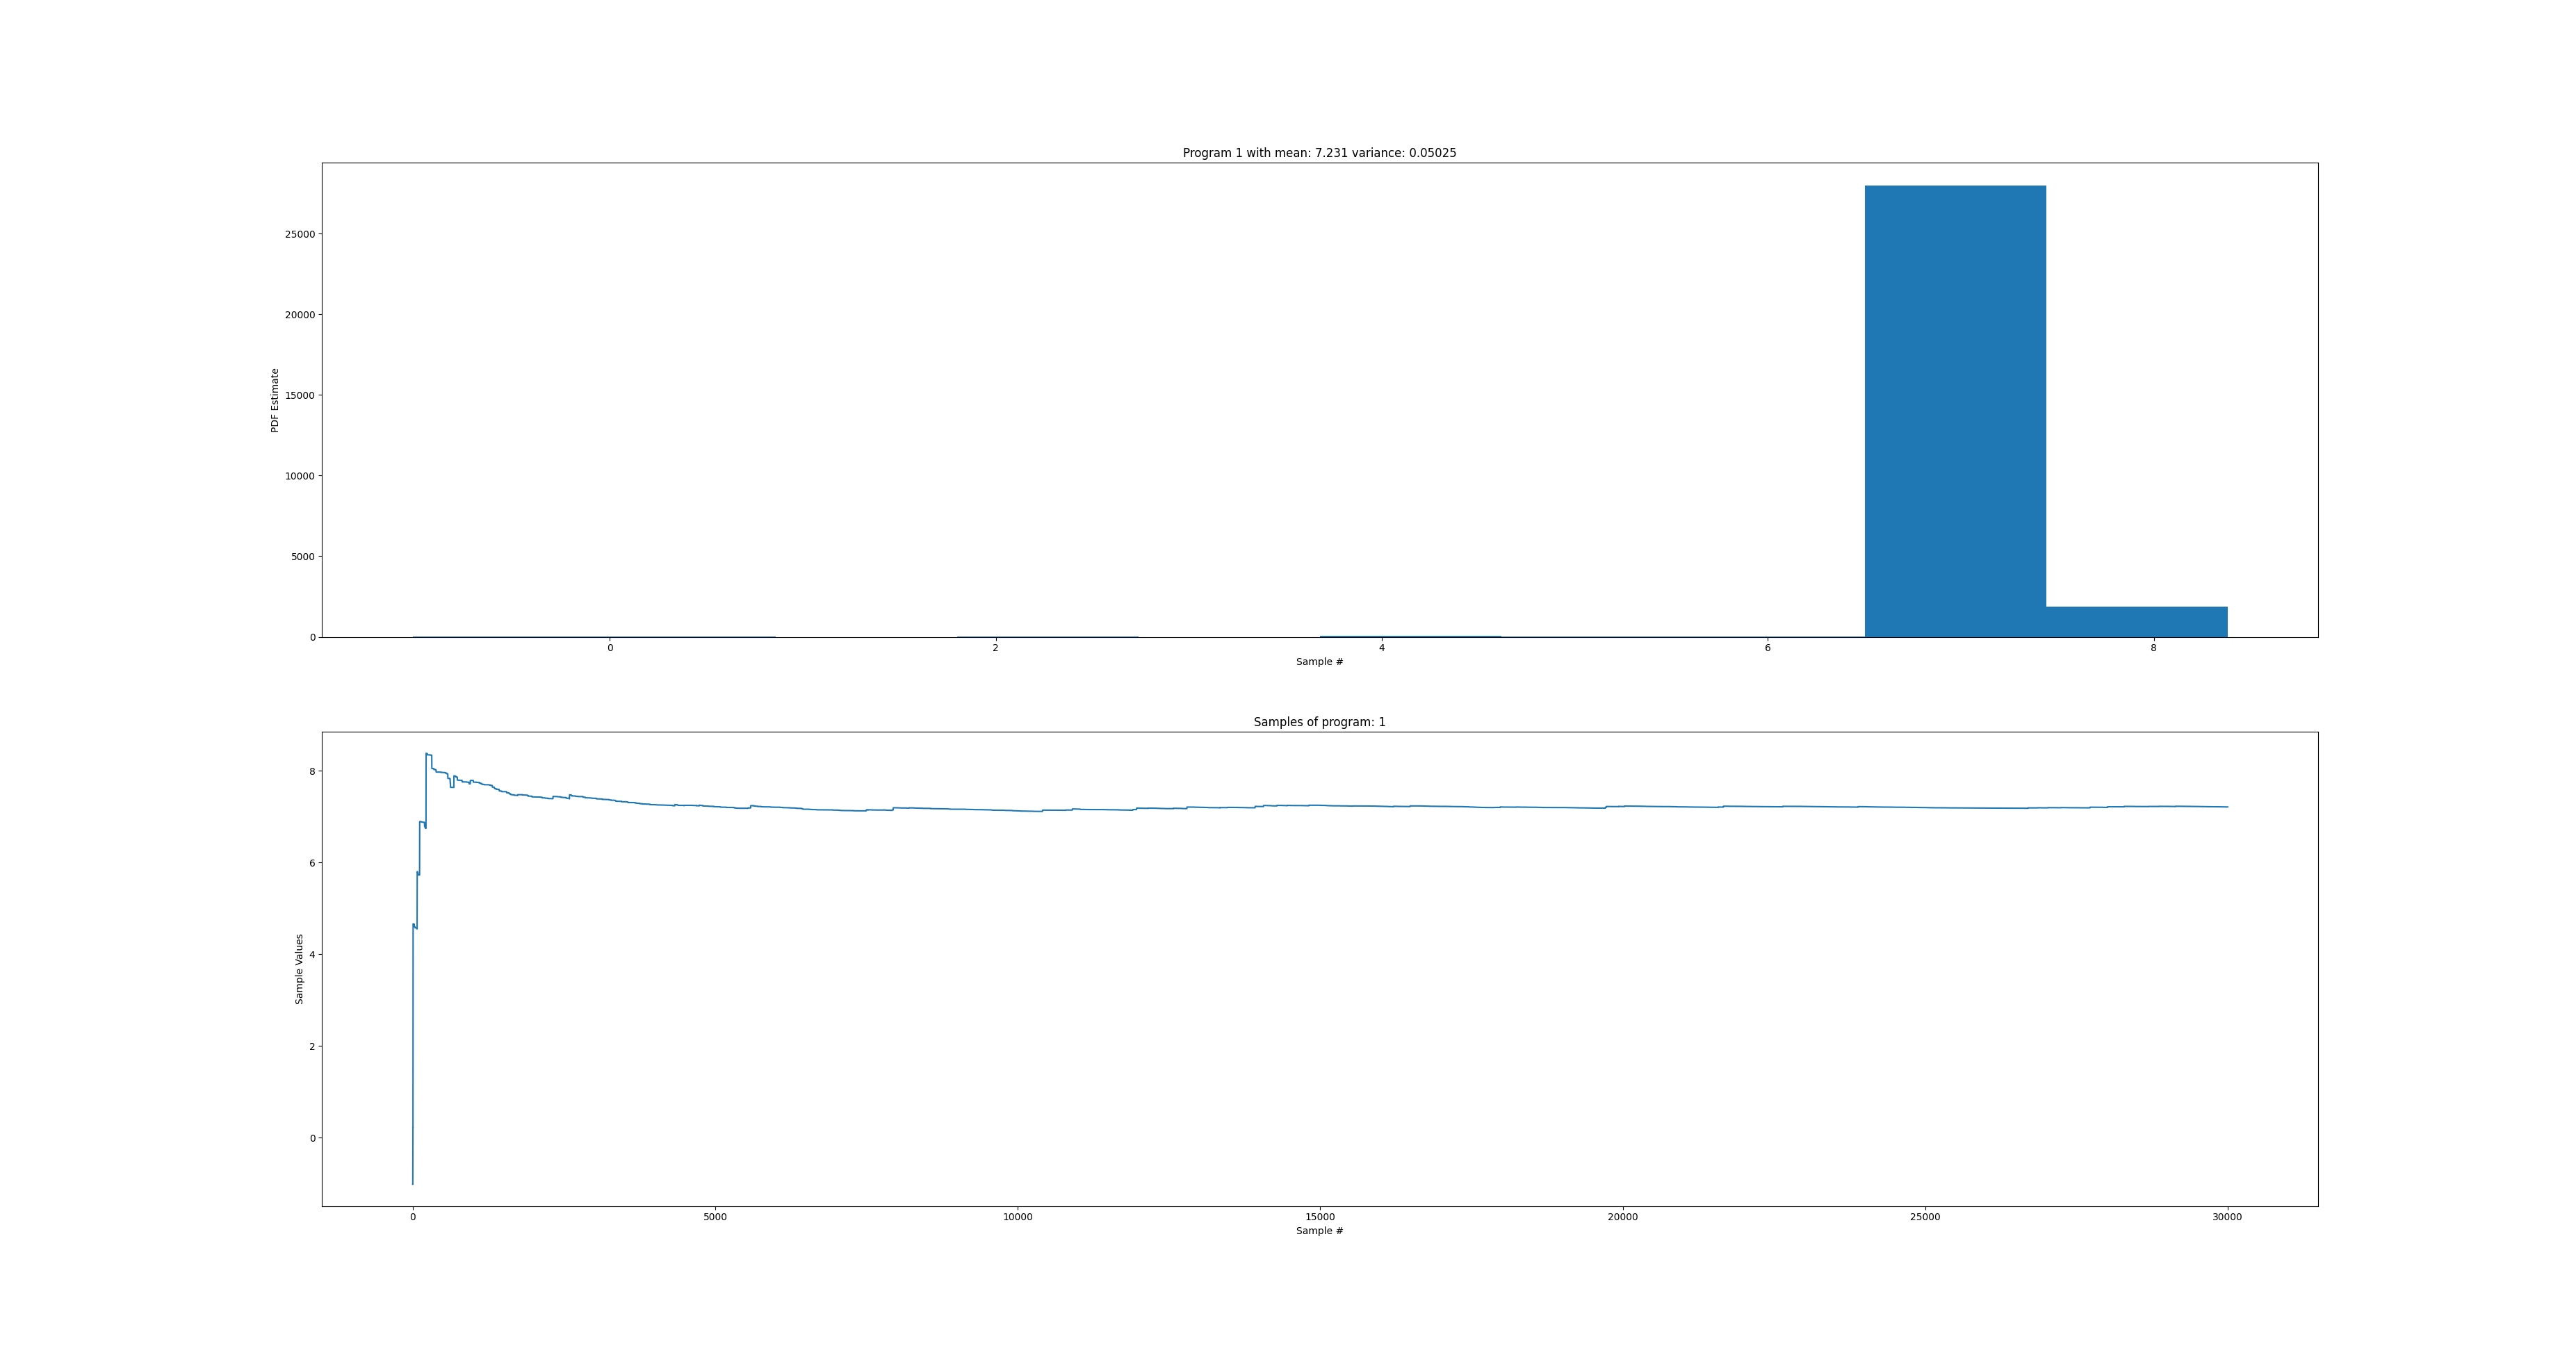 Program 1 with mean: 7.231 variance: 0.05025
PDF Estimate
25000
20000
15000
10000
5000
0
0 2 4 6 8
Sample #
Samples of program: 1
Sample Values
8
6
4
2
0
0 5000 10000 15000 20000 25000 30000
Sample #